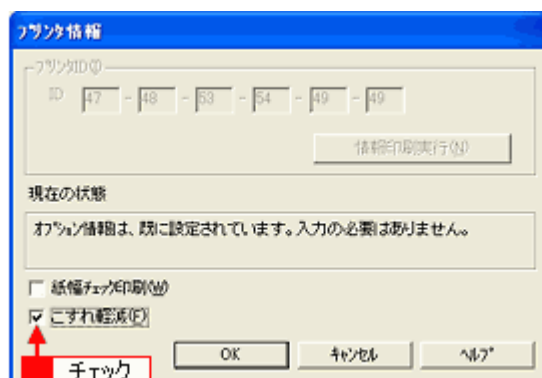 プリンタ情報
プリンタID(I)
ID 47 - 48 - 53 - 54 - 49 - 49
情報印刷実行(N)
現在の状態
オプション情報は、既に設定されています。入力の必要はありません。
紙幅チェック印刷(W)
こすれ軽減(F)
OK キャンセル ヘルプ
チェック